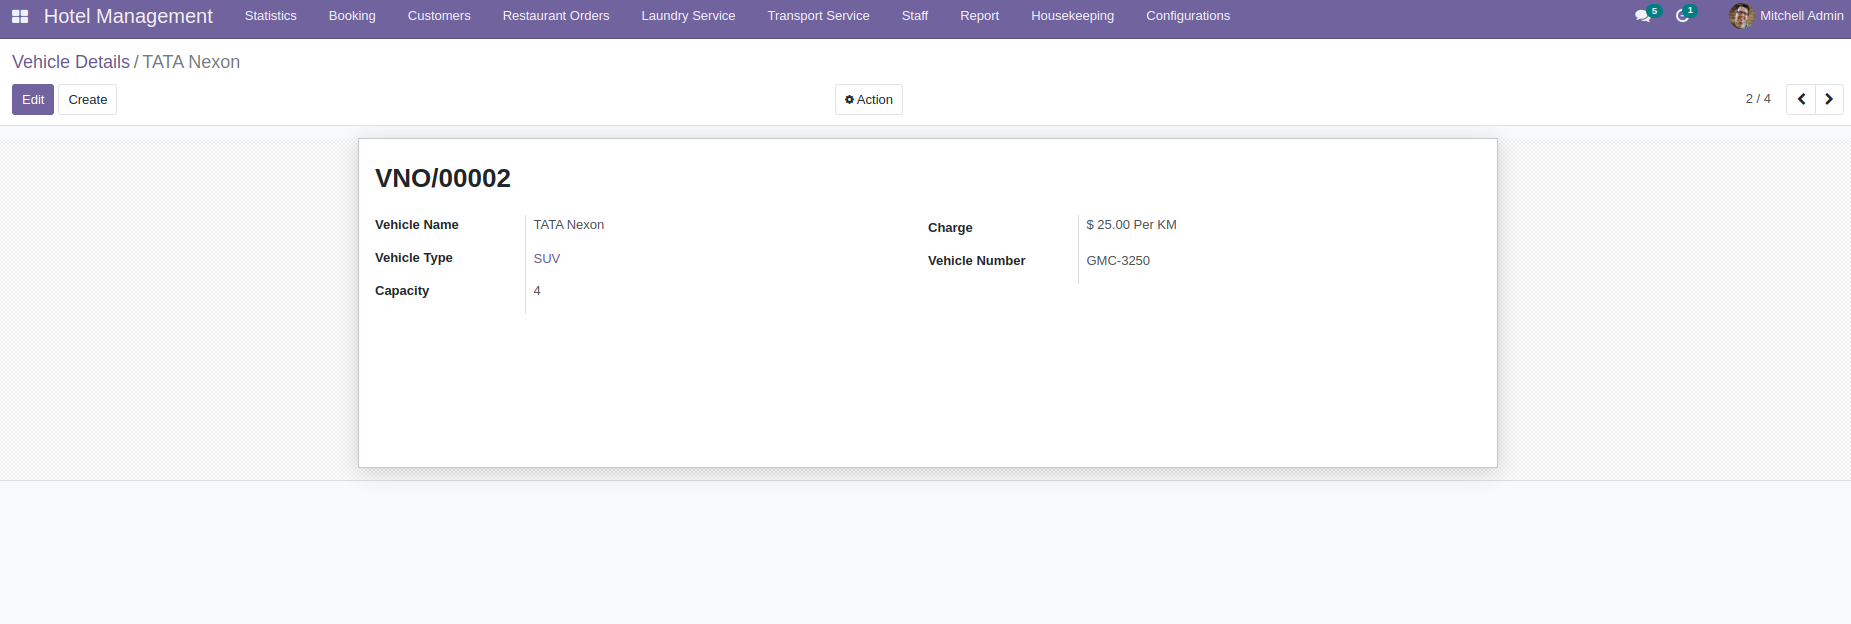 Hotel Management Statistics Booking Customers Restaurant Orders Laundry Service Transport Service Staff Report Housekeeping Configurations 5 1 Mitchell Admin
Vehicle Details / TATA Nexon
Edit Create Action 2 / 4
VNO/00002
Vehicle Name TATA Nexon
Vehicle Type SUV
Capacity 4
Charge $ 25.00 Per KM
Vehicle Number GMC-3250